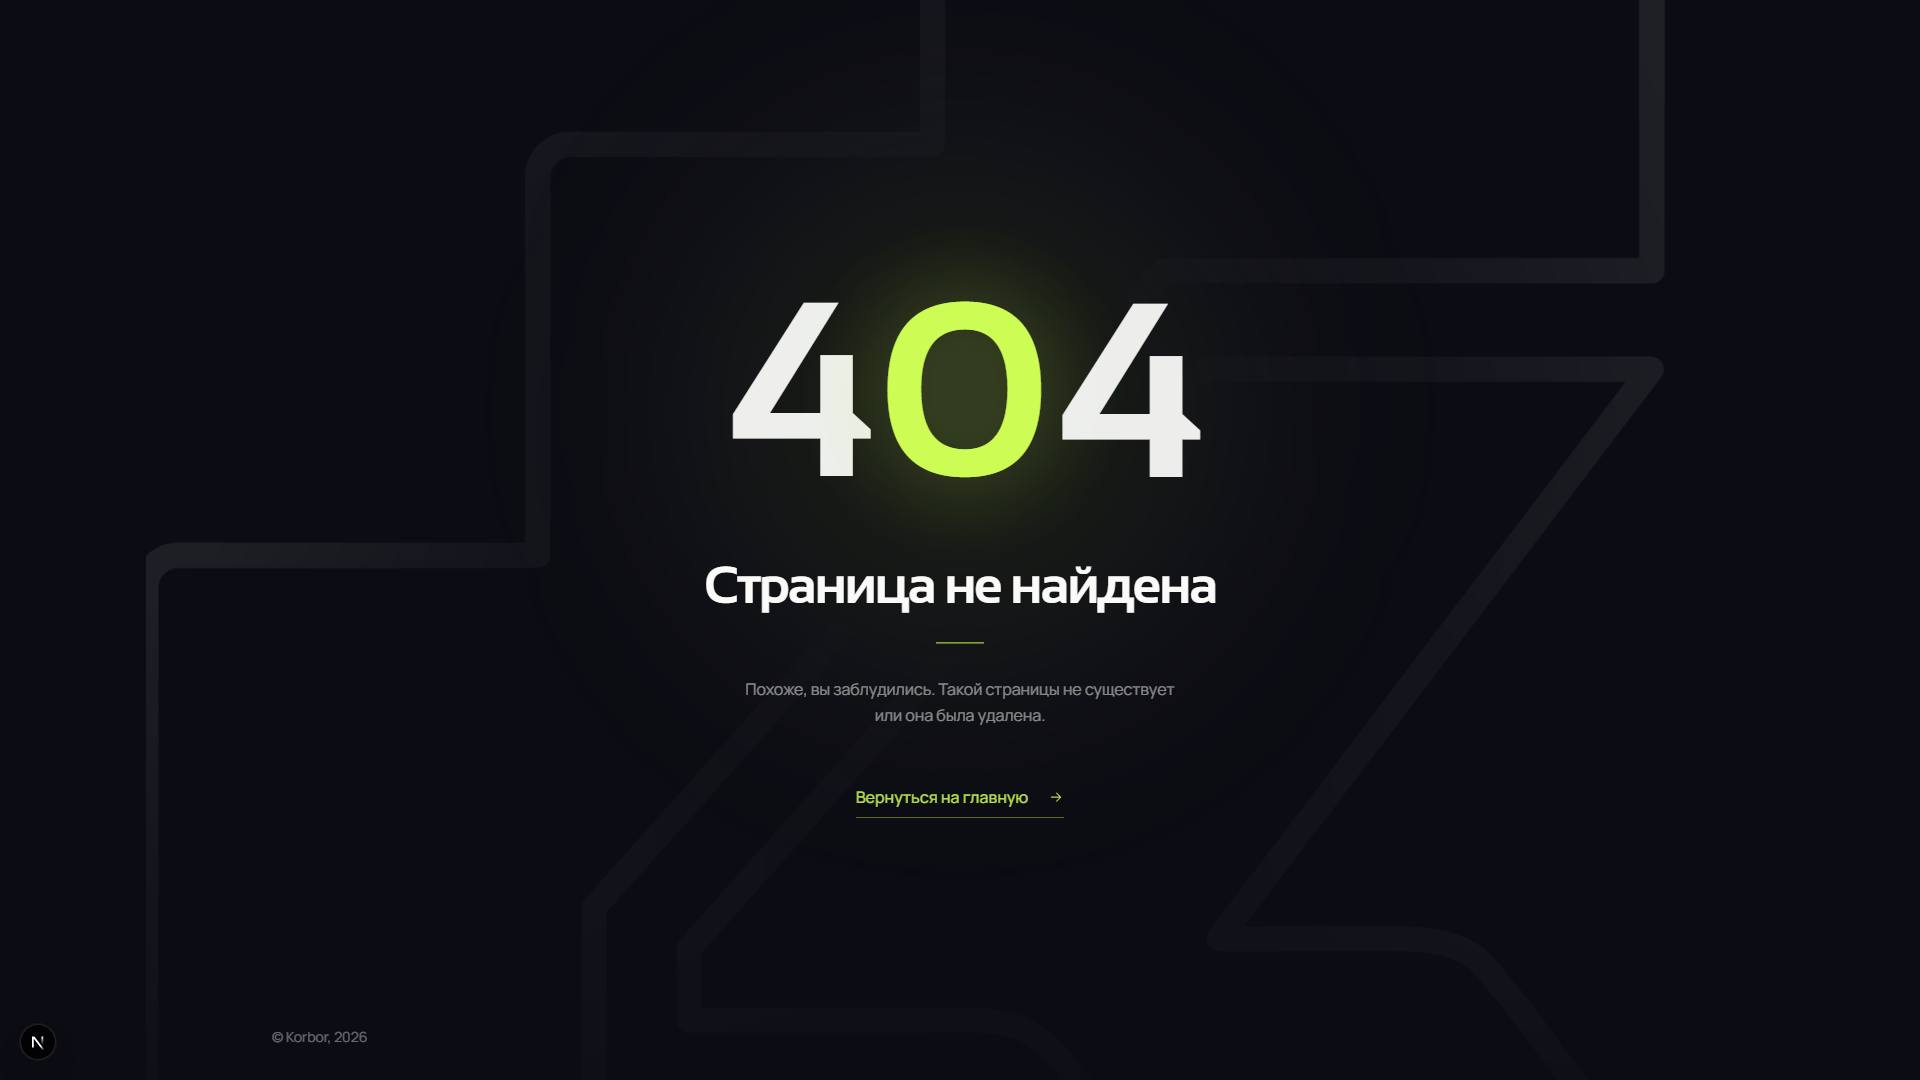 404
Страница не найдена
Похоже, вы заблудились. Такой страницы не существует
или она была удалена.
Вернуться на главную →
© Korbor, 2026
N